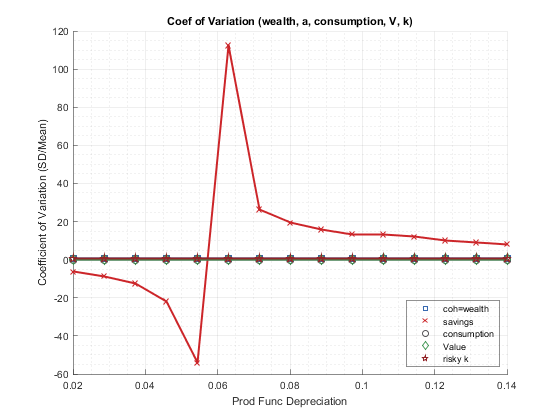 Coef of Variation (wealth, a, consumption, V, k)
120
100
80
60
40
20
0
-20
-40
-60
Coefficient of Variation (SD/Mean)
0.02
0.04
0.06
0.08
0.1
0.12
0.14
Prod Func Depreciation
coh=wealth
savings
consumption
Value
risky k